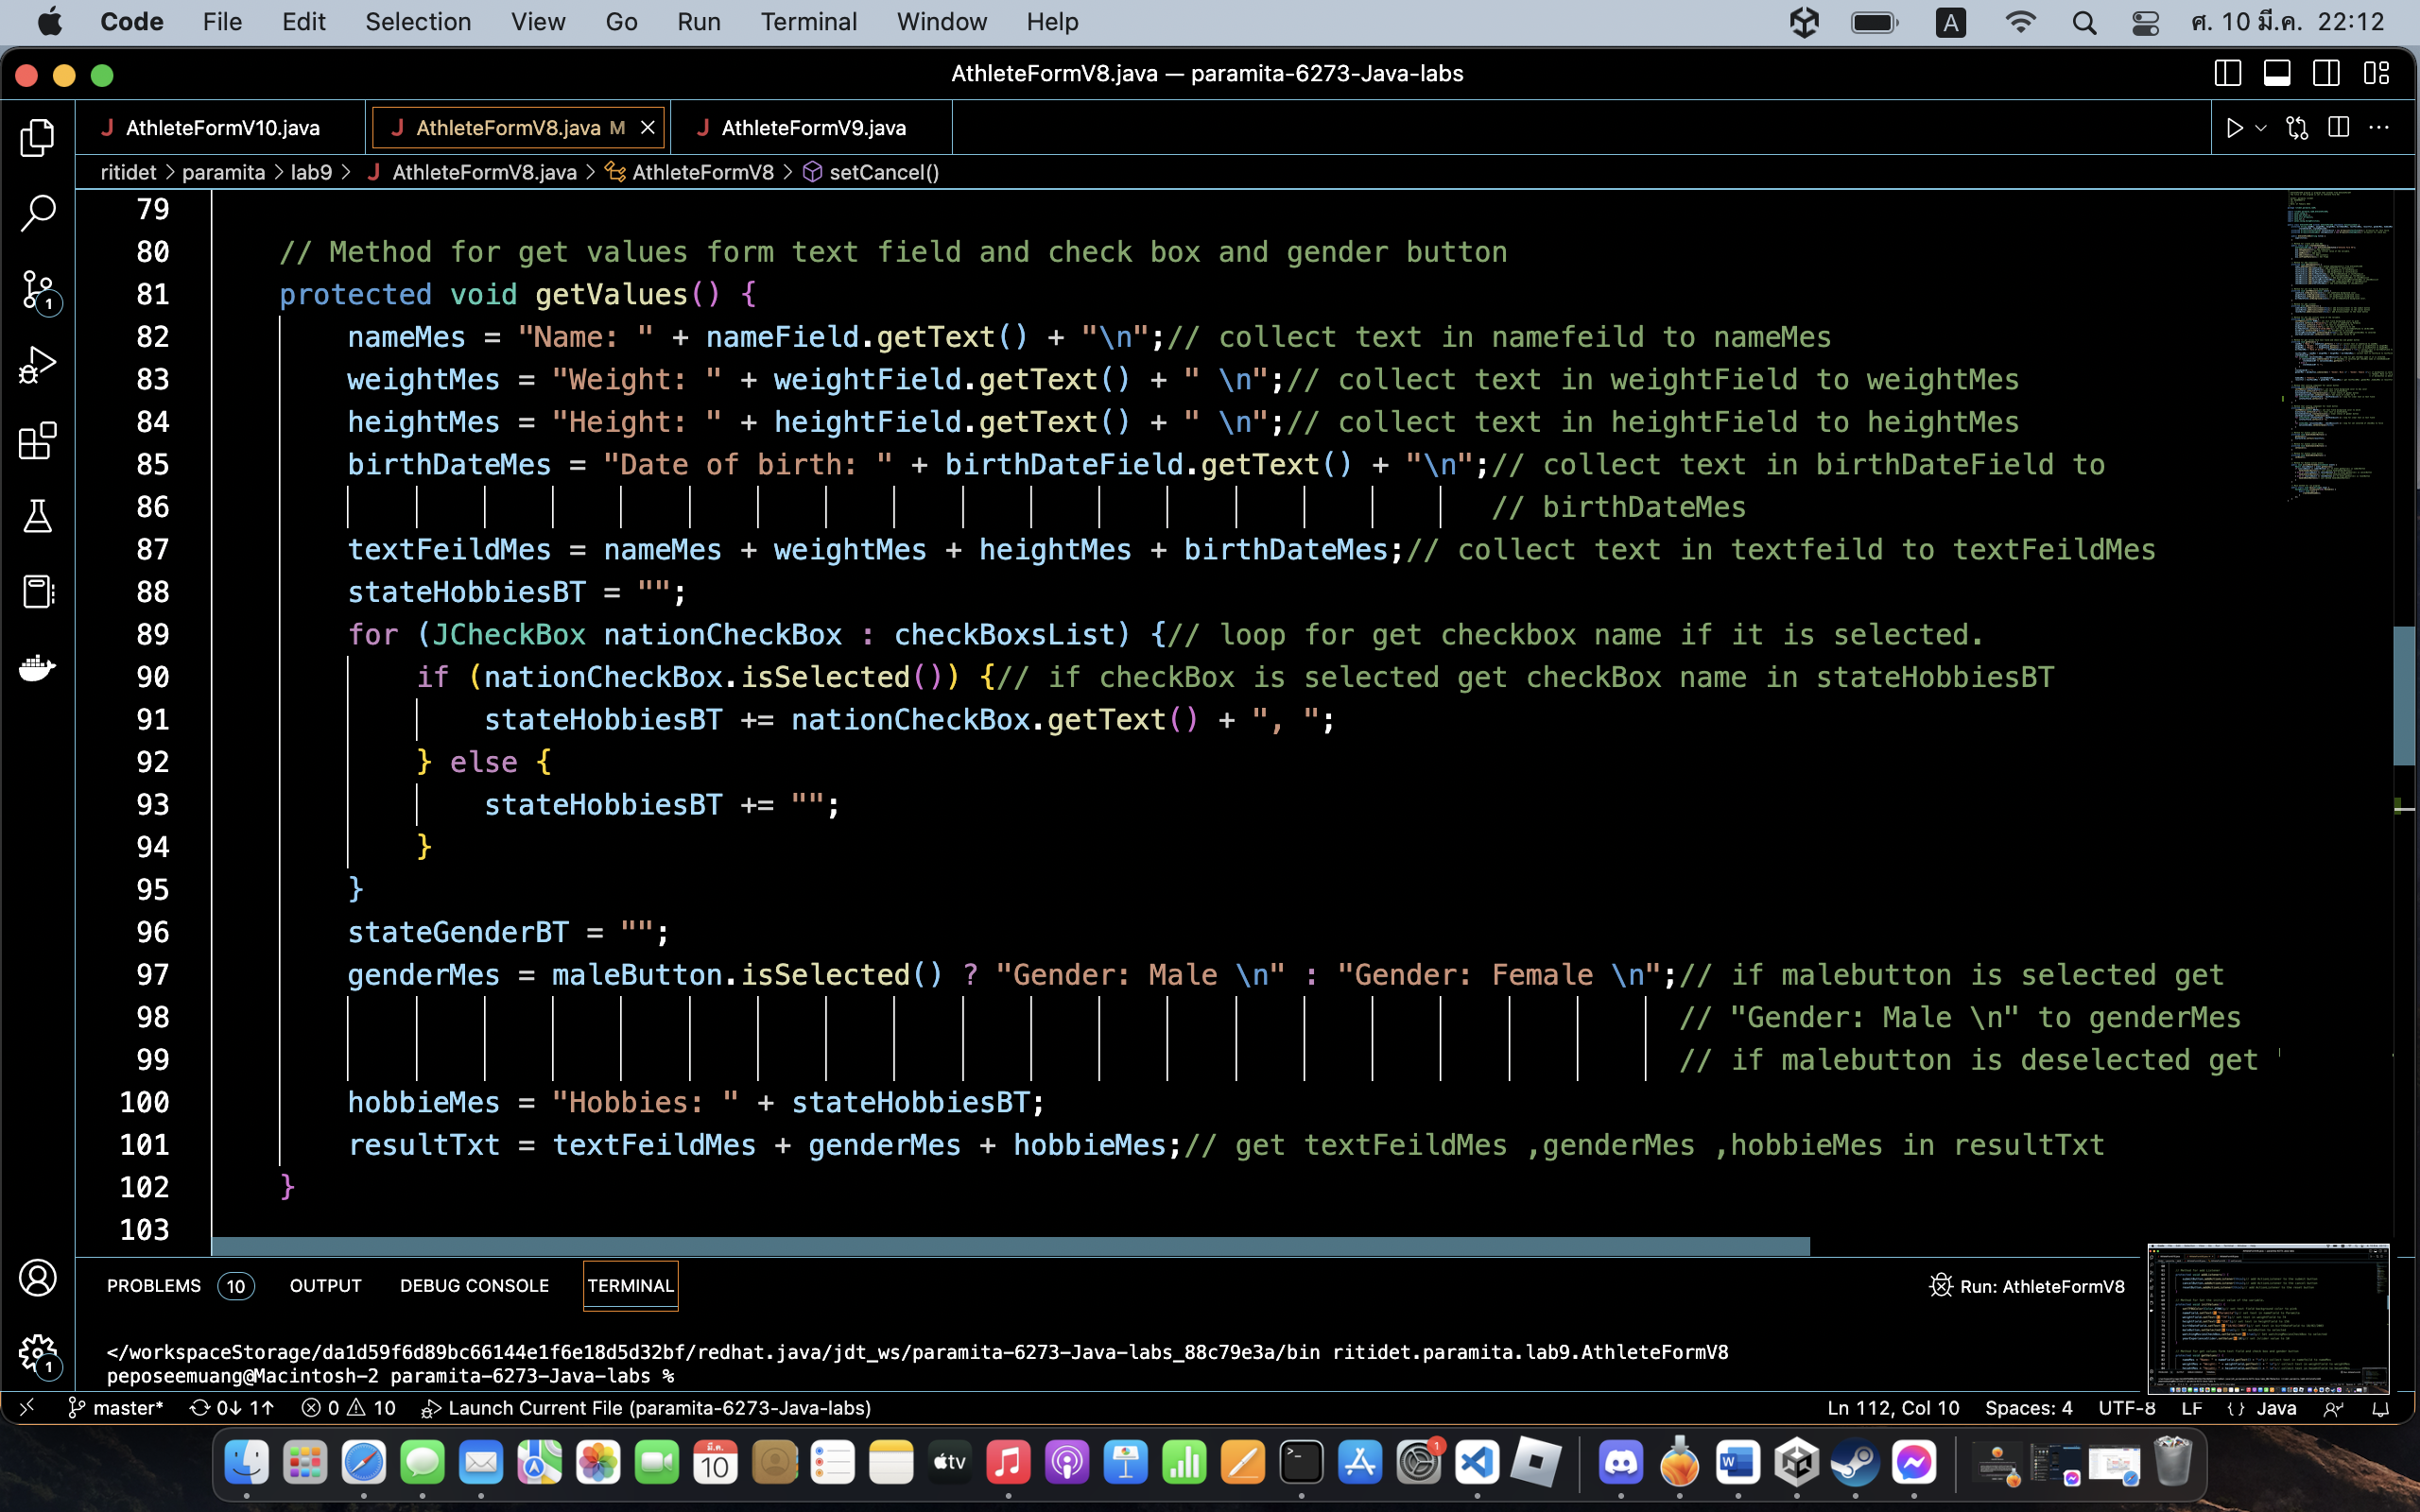 Code File Edit Selection View Go Run Terminal Window Help A ศ. 10 มี.ค. 22:12
AthleteFormV8.java — paramita-6273-Java-labs
J AthleteFormV10.java J AthleteFormV8.java M J AthleteFormV9.java
ritidet > paramita > lab9 > J AthleteFormV8.java > AthleteFormV8 > setCancel()
79
80 // Method for get values form text field and check box and gender button
81 protected void getValues() {
82 nameMes = "Name: " + nameField.getText() + "\n";// collect text in namefeild to nameMes
83 weightMes = "Weight: " + weightField.getText() + " \n";// collect text in weightField to weightMes
84 heightMes = "Height: " + heightField.getText() + " \n";// collect text in heightField to heightMes
85 birthDateMes = "Date of birth: " + birthDateField.getText() + "\n";// collect text in birthDateField to
86 // birthDateMes
87 textFeildMes = nameMes + weightMes + heightMes + birthDateMes;// collect text in textfeild to textFeildMes
88 stateHobbiesBT = "";
89 for (JCheckBox nationCheckBox : checkBoxsList) {// loop for get checkbox name if it is selected.
90 if (nationCheckBox.isSelected()) {// if checkBox is selected get checkBox name in stateHobbiesBT
91 stateHobbiesBT += nationCheckBox.getText() + ", ";
92 } else {
93 stateHobbiesBT += "";
94 }
95 }
96 stateGenderBT = "";
97 genderMes = maleButton.isSelected() ? "Gender: Male \n" : "Gender: Female \n";// if malebutton is selected get
98 // "Gender: Male \n" to genderMes
99 // if malebutton is deselected get
100 hobbieMes = "Hobbies: " + stateHobbiesBT;
101 resultTxt = textFeildMes + genderMes + hobbieMes;// get textFeildMes ,genderMes ,hobbieMes in resultTxt
102 }
103
PROBLEMS 10 OUTPUT DEBUG CONSOLE TERMINAL Run: AthleteFormV8
</workspaceStorage/da1d59f6d89bc66144e1f6e18d5d32bf/redhat.java/jdt_ws/paramita-6273-Java-labs_88c79e3a/bin ritidet.paramita.lab9.AthleteFormV8
peposeemuang@Macintosh-2 paramita-6273-Java-labs %
master* 0↓ 1↑ 0 10 Launch Current File (paramita-6273-Java-labs) Ln 112, Col 10 Spaces: 4 UTF-8 LF {} Java
มี.ค. 10 tv 1 W